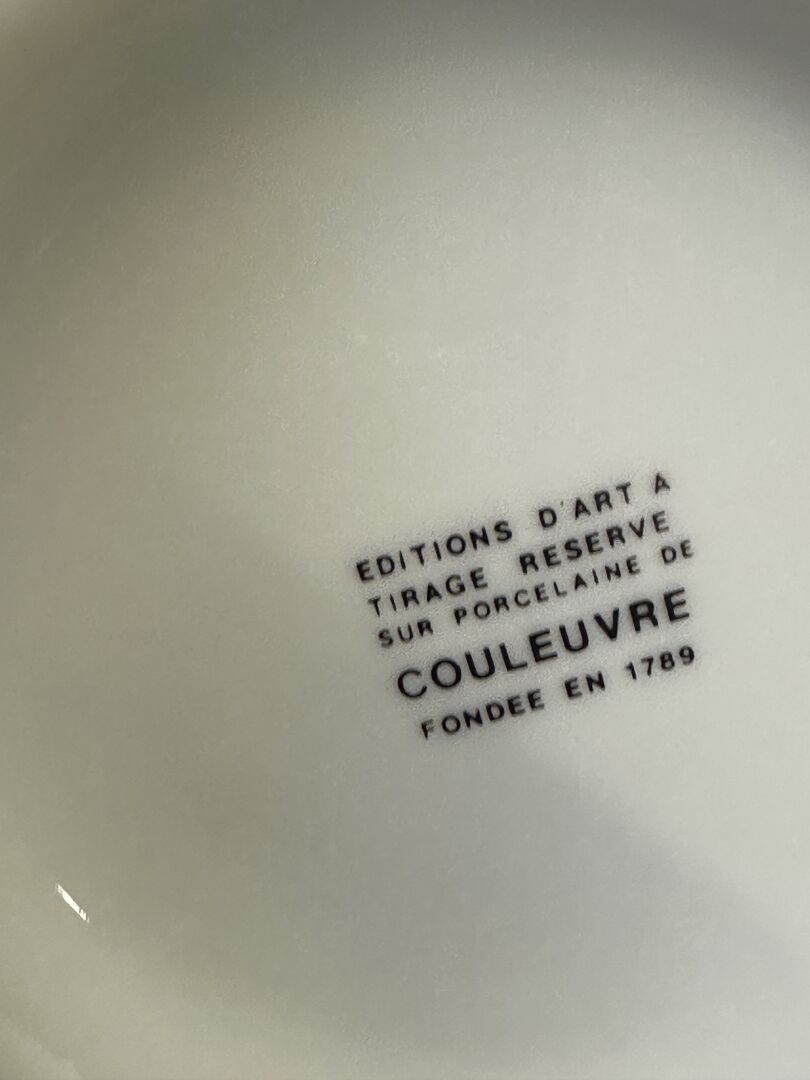 EDITIONS D'ART A
TIRAGE RESERVE
SUR PORCELAINE DE
COULEUVRE
FONDEE EN 1789